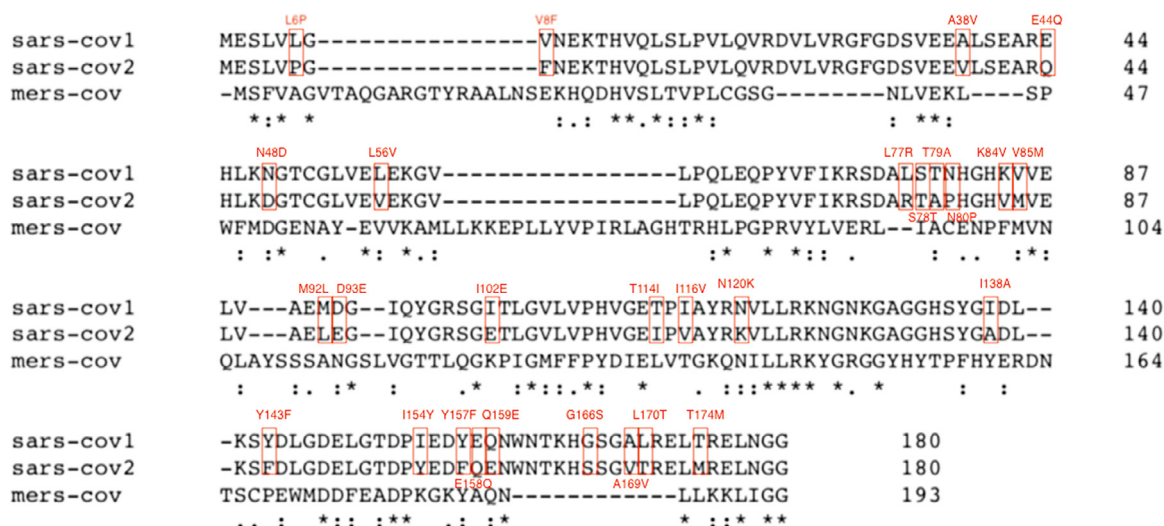 L6P V8F A38V E44Q
sars-cov1 MESLVLG----------------VNEKTHVQLSLPVLQVRDVLVRGFGDSVEEALSEARE 44
sars-cov2 MESLVPG----------------FNEKTHVQLSLPVLQVRDVLVRGFGDSVEEVLSEARQ 44
mers-cov -MSFVAGVTAQGARGTYRAALNSEKHQDHVSLTVPLCGSG--------NLVEKL----SP 47
*:* * :.: **.*::*: : **:
N48D L56V L77R T79A K84V V85M
sars-cov1 HLKNGTCGLVELEKGV-----------------LPQLEQPYVFIKRSDALSTNHGHKVVE 87
sars-cov2 HLKDGTCGLVEVEKGV-----------------LPQLEQPYVFIKRSDARTAPHGHVMVE 87
S78T N80P
mers-cov WFMDGENAY-EVVKAMLLKKEPLLYVPIRLAGHTRHLPGPRVYLVERL--IACENPFMVN 104
: :* . *: *.: :* * .*:*:: . : .. :*:
M92L D93E I102E T114I I116V N120K I138A
sars-cov1 LV---AEMDG--IQYGRSGITLGVLVPHVGETPIAYRNVLLRKNGNKGAGGHSYGIDL-- 140
sars-cov2 LV---AELEG--IQYGRSGETLGVLVPHVGEIPVAYRKVLLRKNGNKGAGGHSYGADL-- 140
mers-cov QLAYSSSANGSLVGTTLQGKPIGMFFPYDIELVTGKQNILLRKYGRGGYHYTPFHYERDN 164
: :. :* : .* :*::.*: * . .:::**** *.* : :
Y143F I154Y Y157F Q159E G166S L170T T174M
sars-cov1 -KSYDLGDELGTDPIEDYEQNWNTKHGSGALRELTRELNGG 180
sars-cov2 -KSFDLGDELGTDPYEDFQENWNTKHSSGVTRELMRELNGG 180
E158Q A169V
mers-cov TSCPEWMDDFEADPKGKYAQN------------LLKKLIGG 193
.. : *::* :** . : :* * ::* **